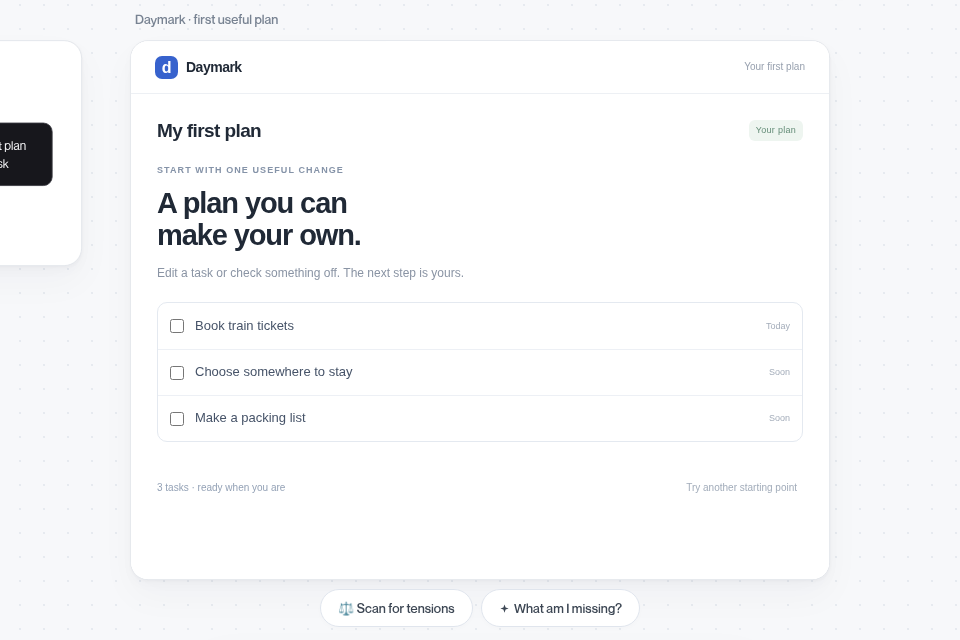 Daymark · first useful plan
t plan
sk
d Daymark
Your first plan
My first plan
Your plan
START WITH ONE USEFUL CHANGE
A plan you can
make your own.
Edit a task or check something off. The next step is yours.
Book train tickets
Today
Choose somewhere to stay
Soon
Make a packing list
Soon
3 tasks · ready when you are
Try another starting point
⚖️ Scan for tensions
✦ What am I missing?